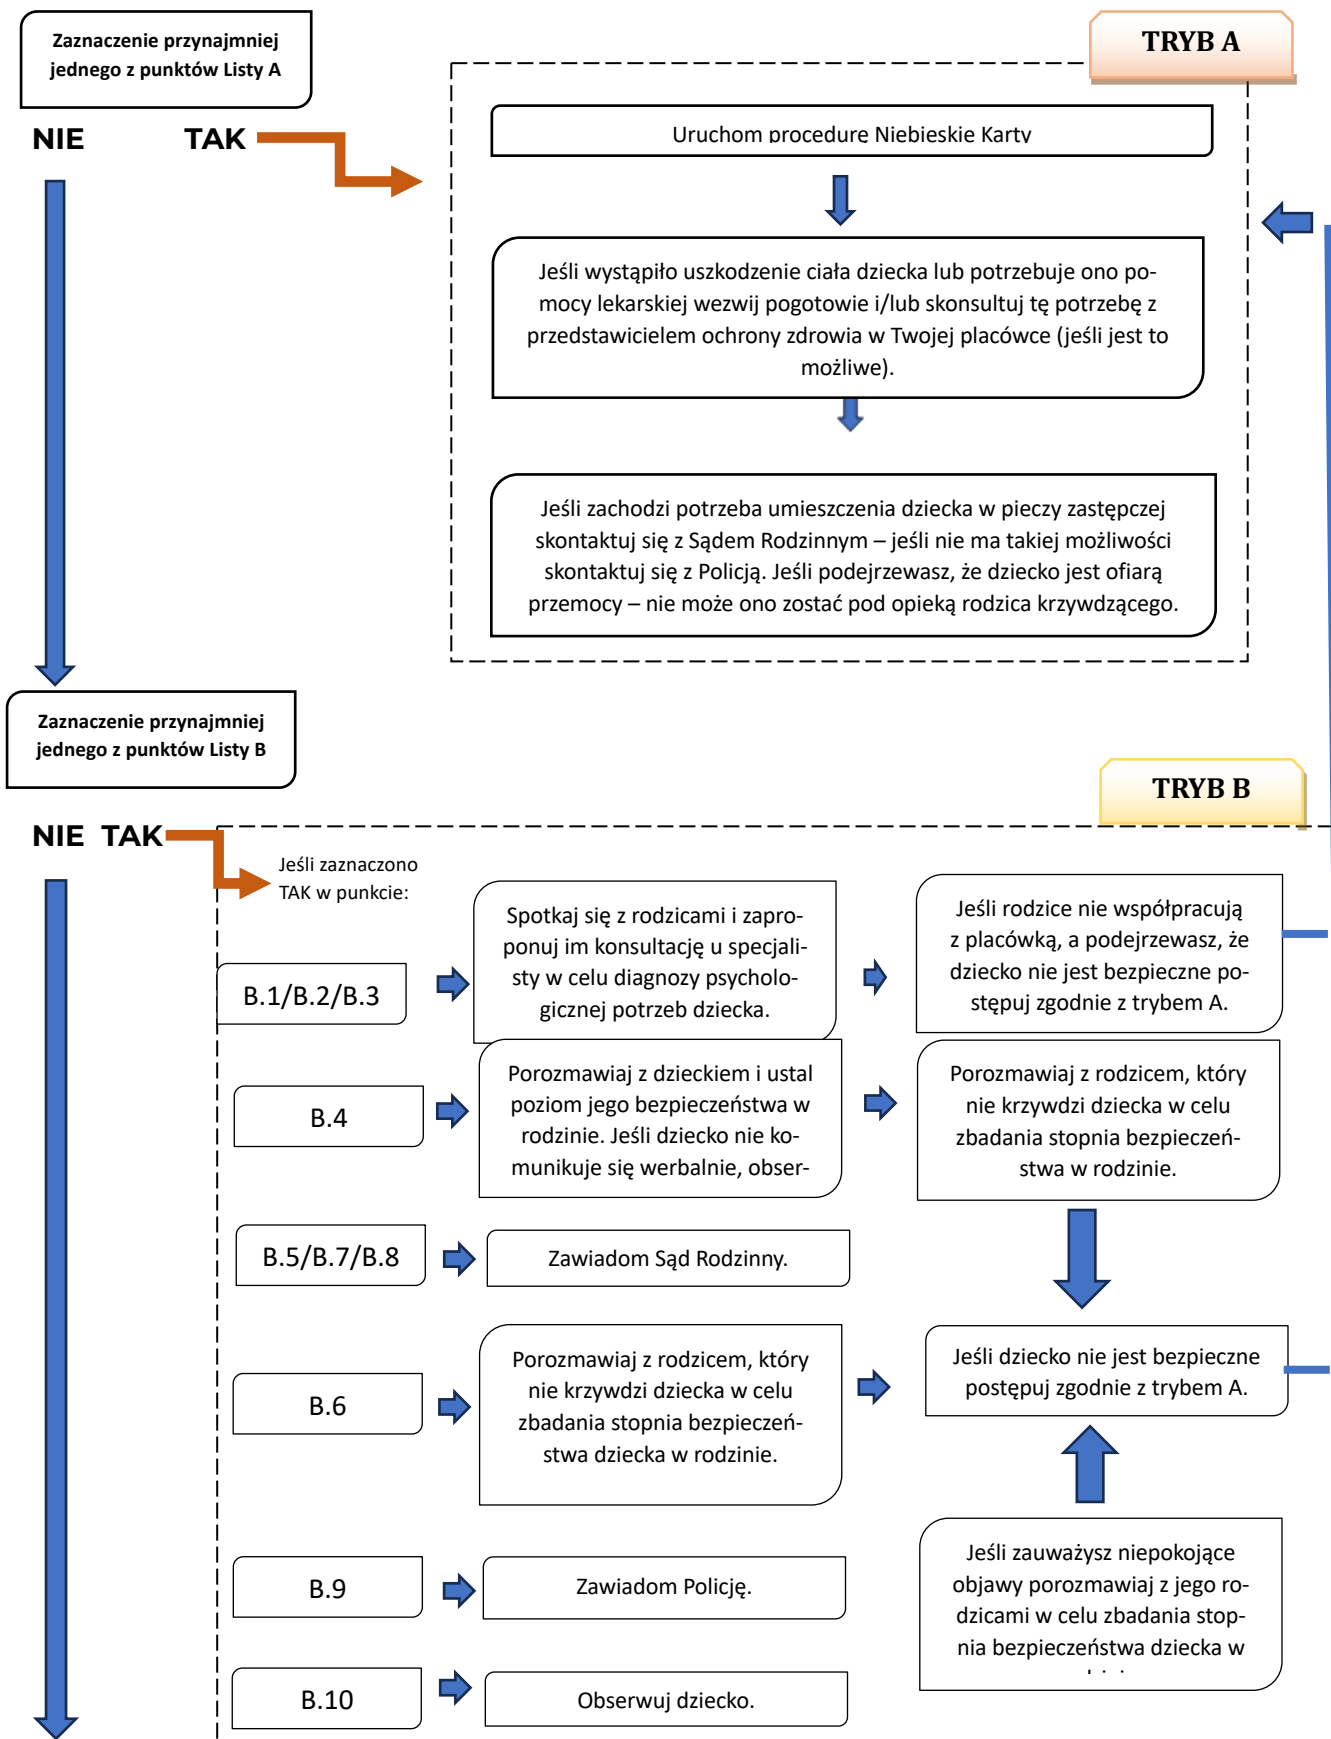 Zaznaczenie przynajmniej
jednego z punktów Listy A
NIE
TAK
TRYB A
Uruchom procedurę Niebieskie Karty
Jeśli wystąpiło uszkodzenie ciała dziecka lub potrzebuje ono po-
mocy lekarskiej wezwij pogotowie i/lub skonsultuj tę potrzebę z
przedstawicielem ochrony zdrowia w Twojej placówce (jeśli jest to
możliwe).
Jeśli zachodzi potrzeba umieszczenia dziecka w pieczy zastępczej
skontaktuj się z Sądem Rodzinnym – jeśli nie ma takiej możliwości
skontaktuj się z Policją. Jeśli podejrzewasz, że dziecko jest ofiarą
przemocy – nie może ono zostać pod opieką rodzica krzywdzącego.
Zaznaczenie przynajmniej
jednego z punktów Listy B
NIE TAK
TRYB B
Jeśli zaznaczono
TAK w punkcie:
B.1/B.2/B.3
Spotkaj się z rodzicami i zapro-
ponuj im konsultację u specjali-
sty w celu diagnozy psycholo-
gicznej potrzeb dziecka.
Jeśli rodzice nie współpracują
z placówką, a podejrzewasz, że
dziecko nie jest bezpieczne po-
stępuj zgodnie z trybem A.
B.4
Porozmawiaj z dzieckiem i ustal
poziom jego bezpieczeństwa w
rodzinie. Jeśli dziecko nie ko-
munikuje się werbalnie, obser-
Porozmawiaj z rodzicem, który
nie krzywdzi dziecka w celu
zbadania stopnia bezpieczeń-
stwa w rodzinie.
B.5/B.7/B.8
Zawiadom Sąd Rodzinny.
B.6
Porozmawiaj z rodzicem, który
nie krzywdzi dziecka w celu
zbadania stopnia bezpieczeń-
stwa dziecka w rodzinie.
Jeśli dziecko nie jest bezpieczne
postępuj zgodnie z trybem A.
B.9
Zawiadom Policję.
Jeśli zauważysz niepokojące
objawy porozmawiaj z jego ro-
dzicami w celu zbadania stop-
nia bezpieczeństwa dziecka w
B.10
Obserwuj dziecko.